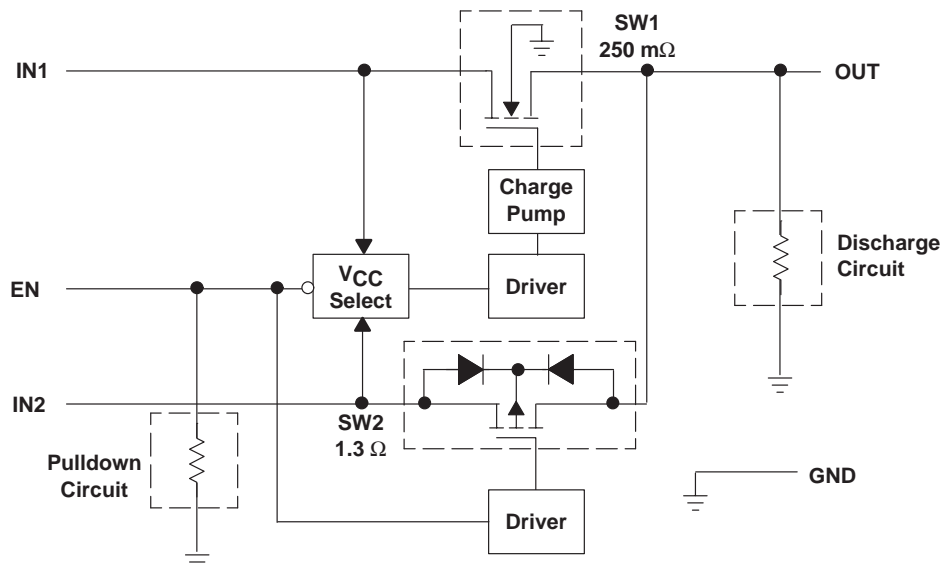 SW1
250 mΩ
IN1
OUT
Charge
Pump
Discharge
Circuit
VCC
Select
Driver
EN
IN2
SW2
1.3 Ω
Pulldown
Circuit
GND
Driver